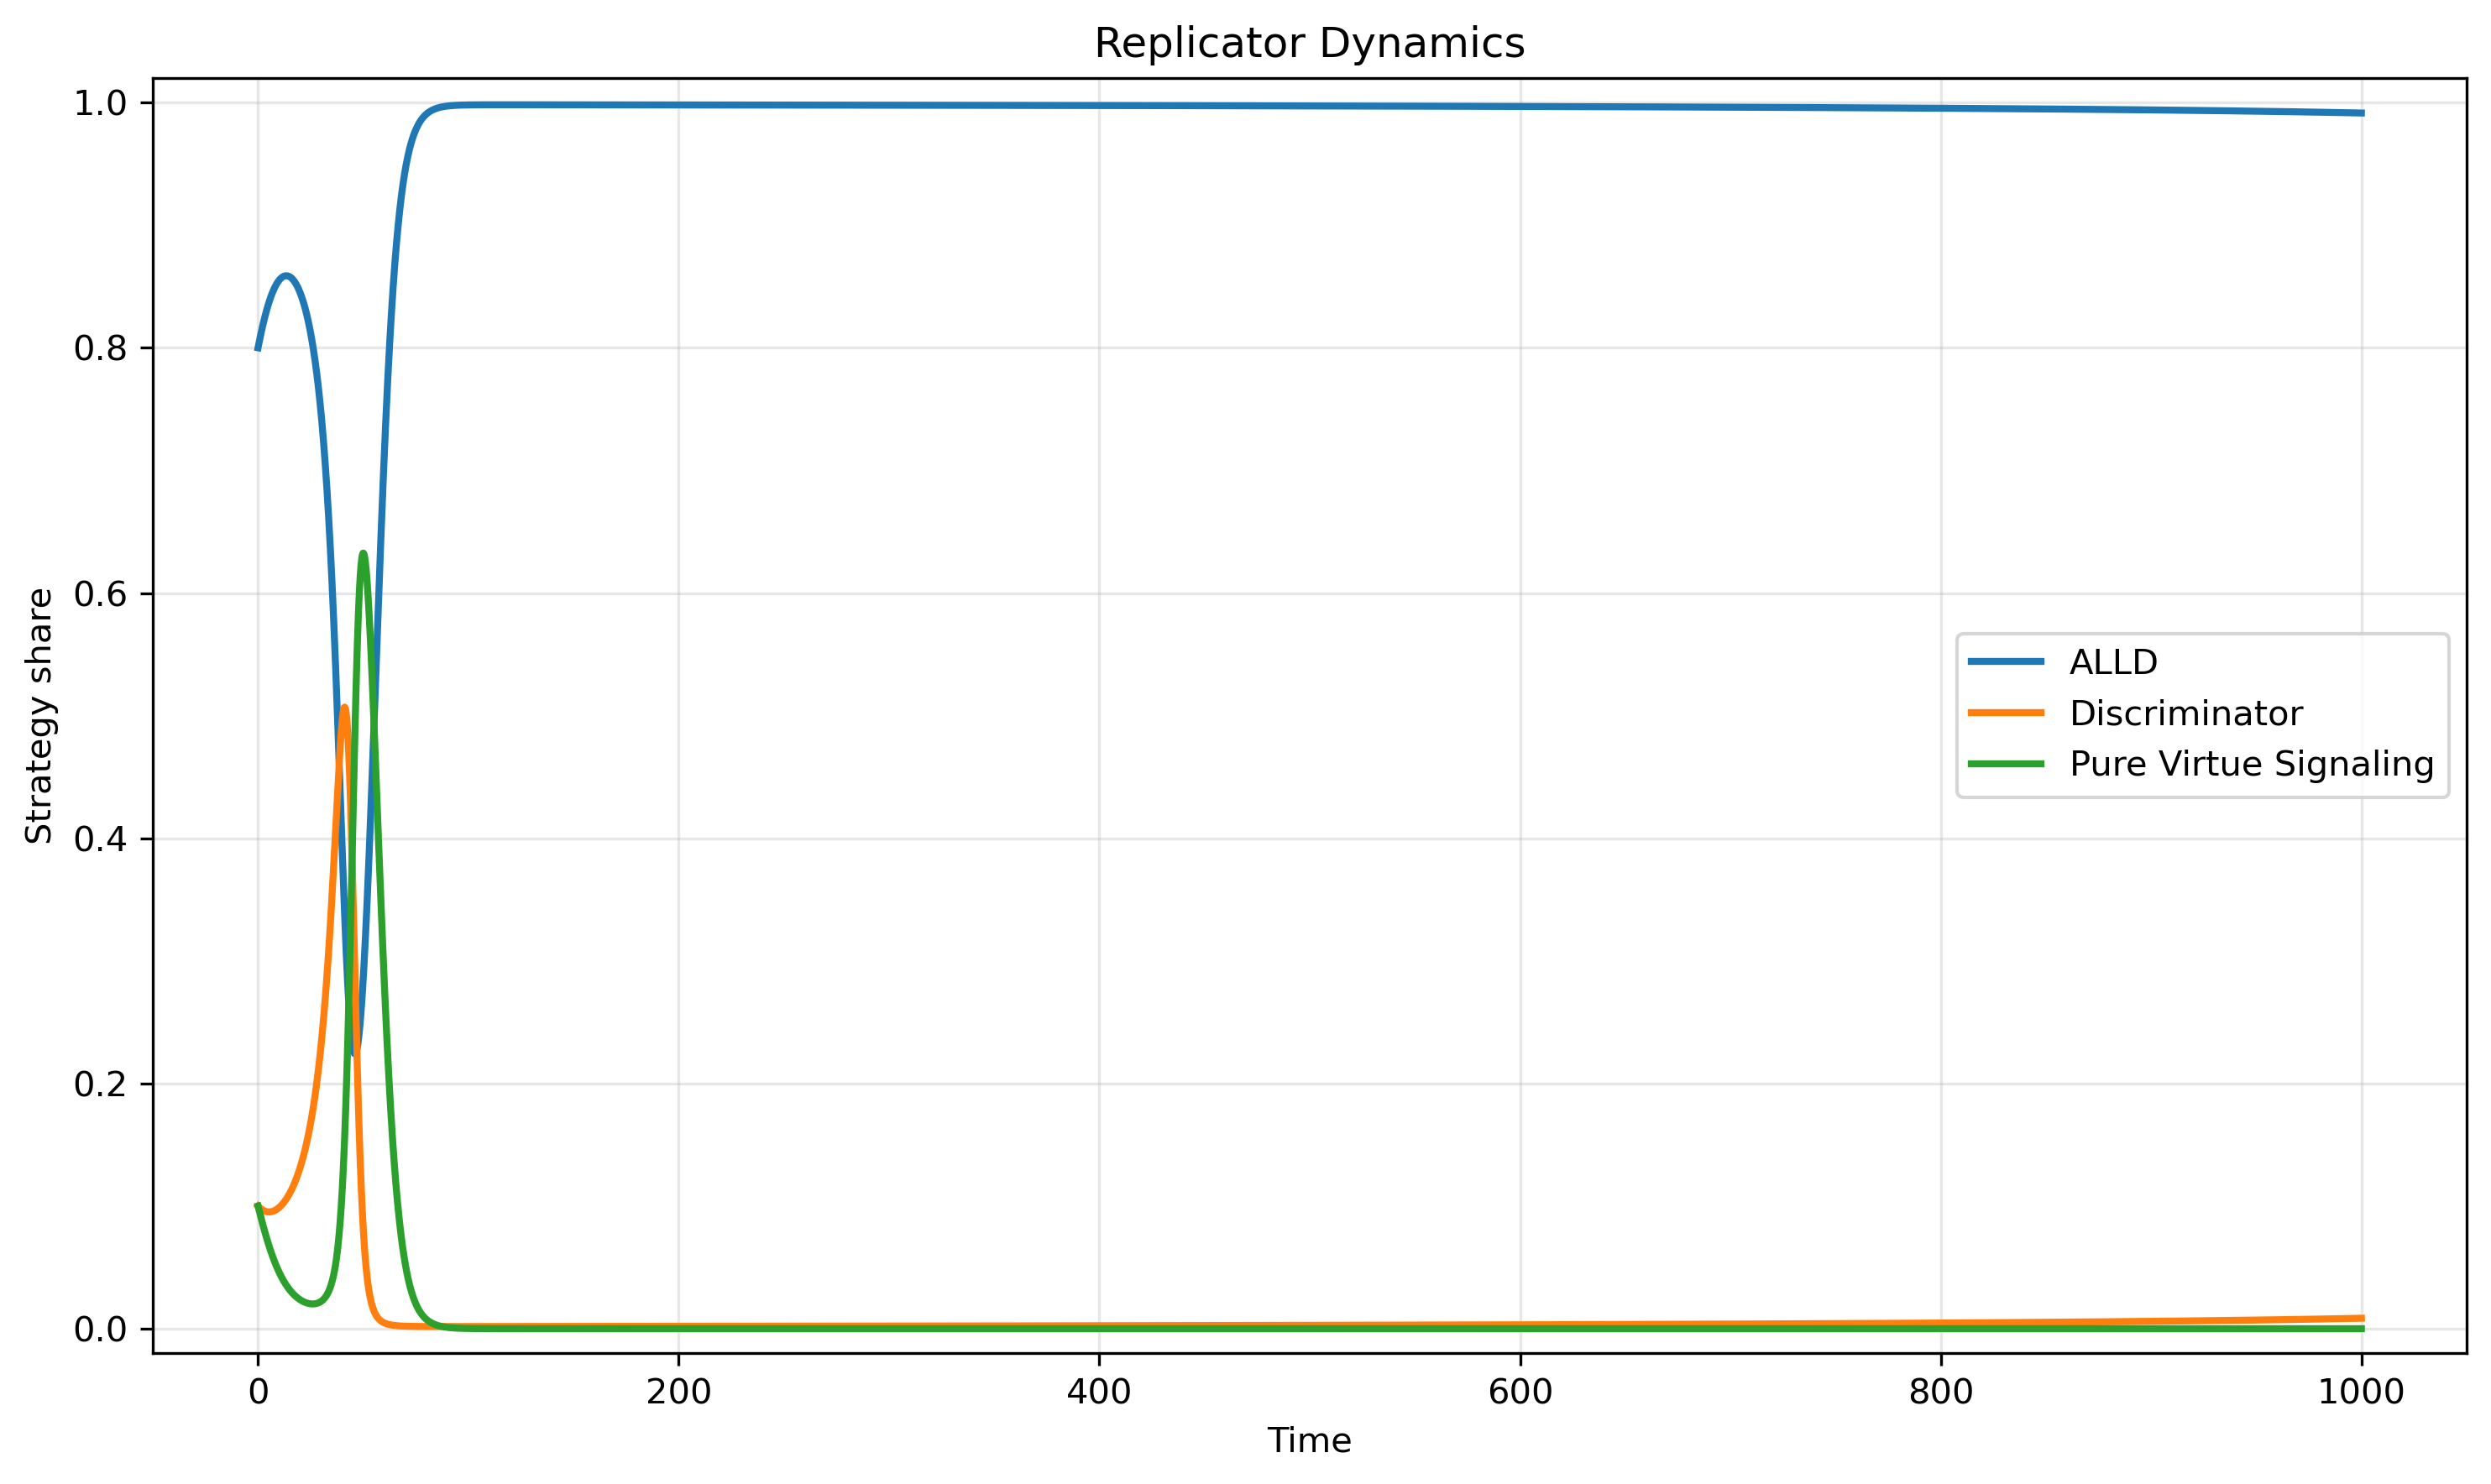 Replicator Dynamics
Strategy share
1.0
0.8
0.6
0.4
0.2
0.0
ALLD
Discriminator
Pure Virtue Signaling
0 200 400 600 800 1000
Time